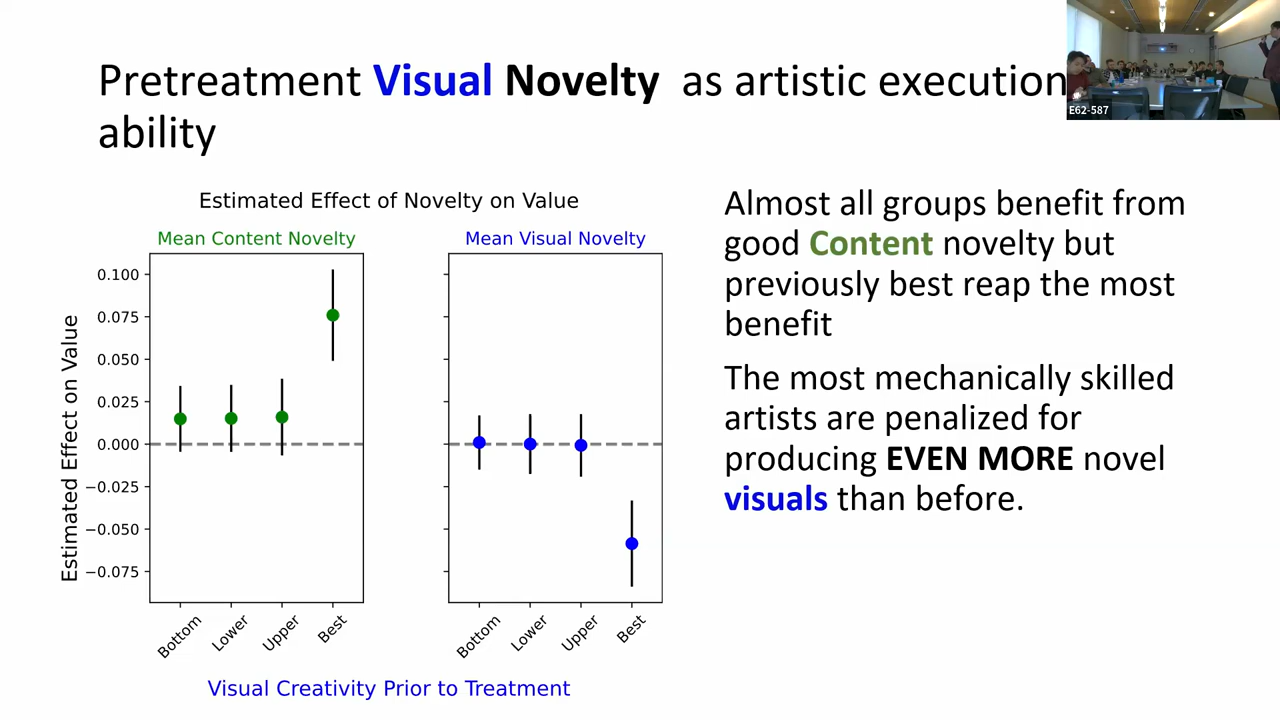 Pretreatment Visual Novelty as artistic execution
ability
E62-587
Estimated Effect of Novelty on Value
Mean Content Novelty
Mean Visual Novelty
Estimated Effect on Value
0.100
0.075
0.050
0.025
0.000
−0.025
−0.050
−0.075
Bottom
Lower
Upper
Best
Bottom
Lower
Upper
Best
Visual Creativity Prior to Treatment
Almost all groups benefit from
good Content novelty but
previously best reap the most
benefit
The most mechanically skilled
artists are penalized for
producing EVEN MORE novel
visuals than before.